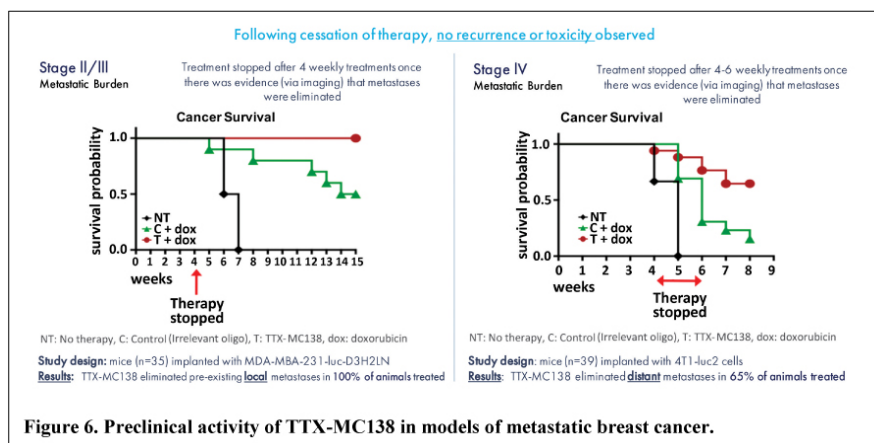 Following cessation of therapy, no recurrence or toxicity observed
Stage II/III
Metastatic Burden
Treatment stopped after 4 weekly treatments once
there was evidence (via imaging) that metastases
were eliminated
Cancer Survival
survival probability
1.0
0.5
0.0
NT
C + dox
T + dox
0 1 2 3 4 5 6 7 8 9 10 11 12 13 14 15
weeks
Therapy
stopped
NT: No therapy, C: Control (Irrelevant oligo), T: TTX-MC138, dox: doxorubicin
Study design: mice (n=35) implanted with MDA-MBA-231-luc-D3H2LN
Results: TTX-MC138 eliminated pre-existing local metastases in 100% of animals treated
Stage IV
Metastatic Burden
Treatment stopped after 4-6 weekly treatments once
there was evidence (via imaging) that metastases
were eliminated
Cancer Survival
survival probability
1.0
0.5
0.0
NT
C + dox
T + dox
0 1 2 3 4 5 6 7 8 9
weeks
Therapy
stopped
NT: No therapy, C: Control (Irrelevant oligo), T: TTX-MC138, dox: doxorubicin
Study design: mice (n=39) implanted with 4T1-luc2 cells
Results: TTX-MC138 eliminated distant metastases in 65% of animals treated
Figure 6. Preclinical activity of TTX-MC138 in models of metastatic breast cancer.